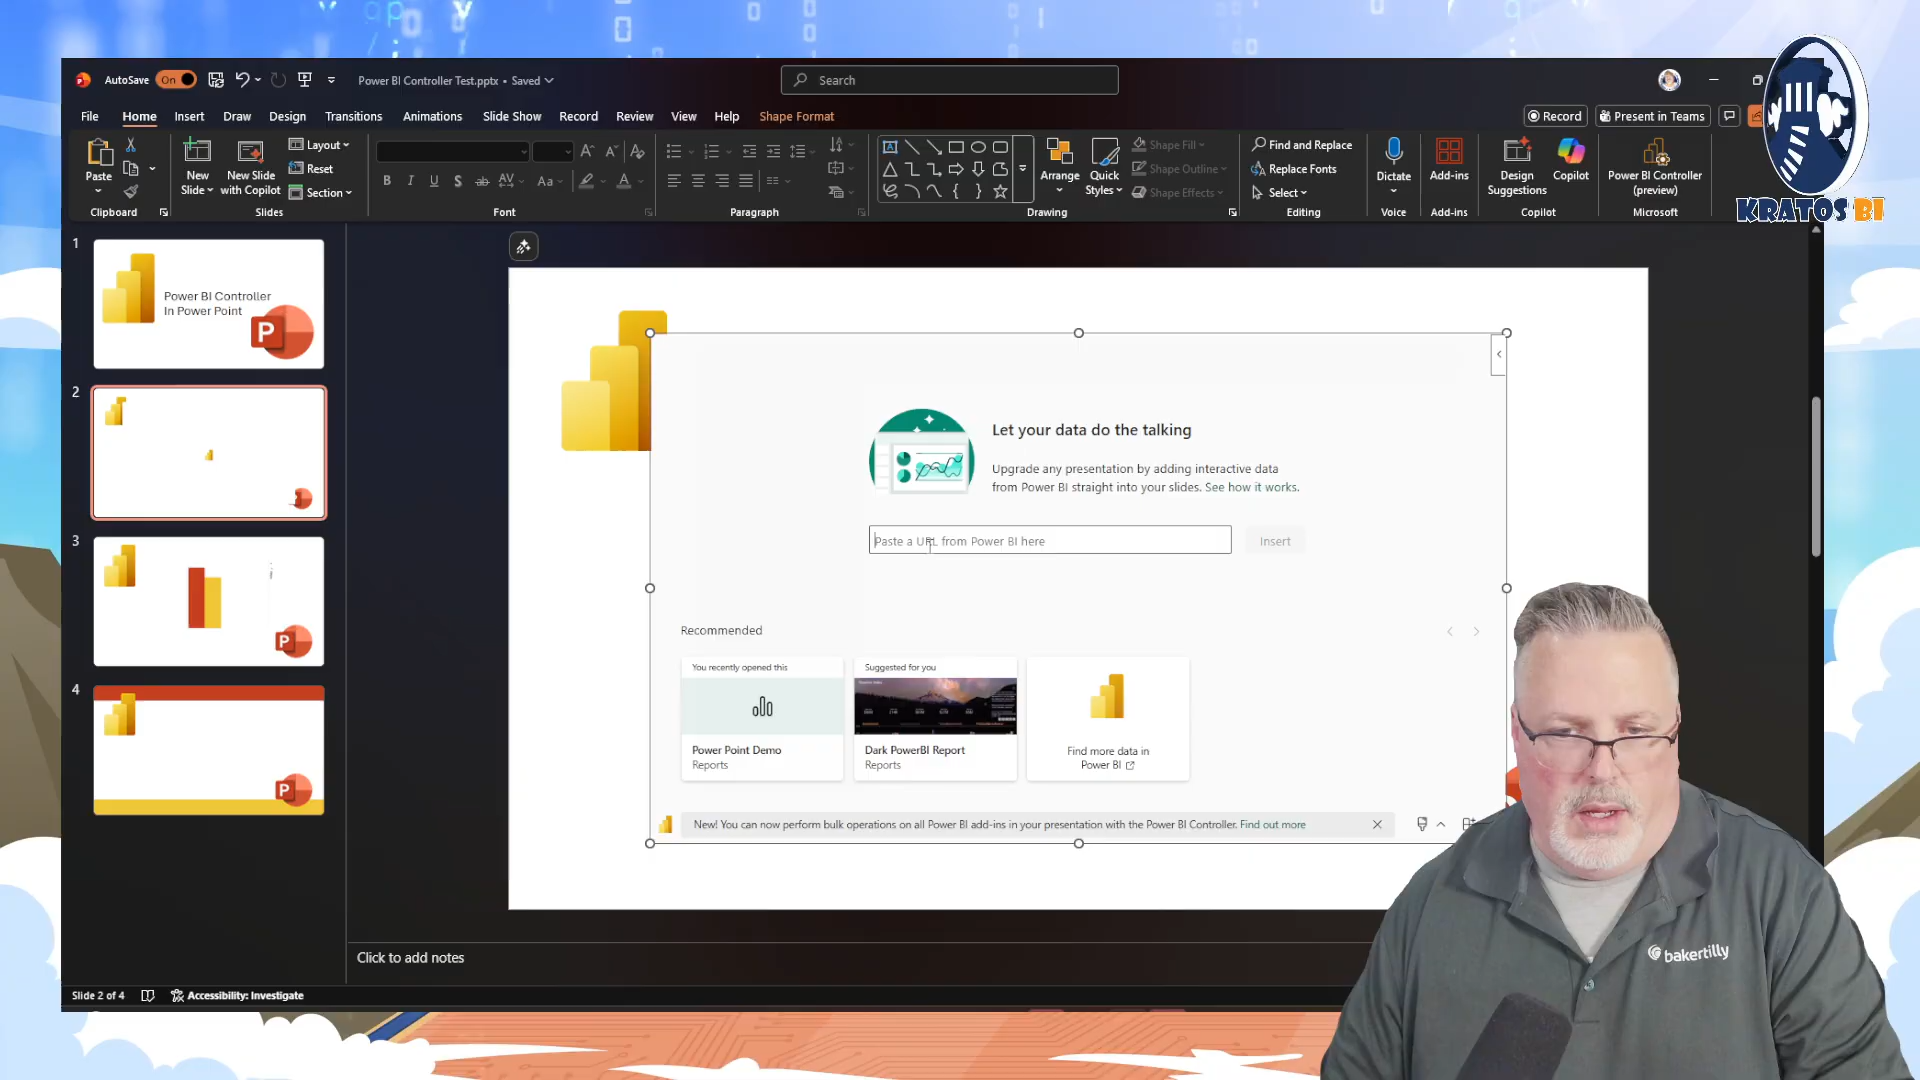 AutoSave On
Power BI Controller Test.pptx • Saved
Search
File Home Insert Draw Design Transitions Animations Slide Show Record Review View Help Shape Format
Record Present in Teams
Paste
New Slide
New Slide with Copilot
Layout
Reset
Section
Find and Replace
Replace Fonts
Select
Arrange
Quick Styles
Shape Fill
Shape Outline
Shape Effects
Dictate
Add-ins
Design Suggestions
Copilot
Power BI Controller (preview)
Clipboard Slides Font Paragraph Drawing Editing Voice Add-ins Copilot Microsoft
KRATOS BI
1
Power BI Controller
In Power Point
P
2
3
P
4
P
Let your data do the talking
Upgrade any presentation by adding interactive data
from Power BI straight into your slides. See how it works.
Paste a URL from Power BI here
Insert
Recommended
You recently opened this
Power Point Demo
Reports
Suggested for you
Dark PowerBI Report
Reports
Find more data in
Power BI
New! You can now perform bulk operations on all Power BI add-ins in your presentation with the Power BI Controller. Find out more
Click to add notes
Slide 2 of 4
Accessibility: Investigate
bakertilly